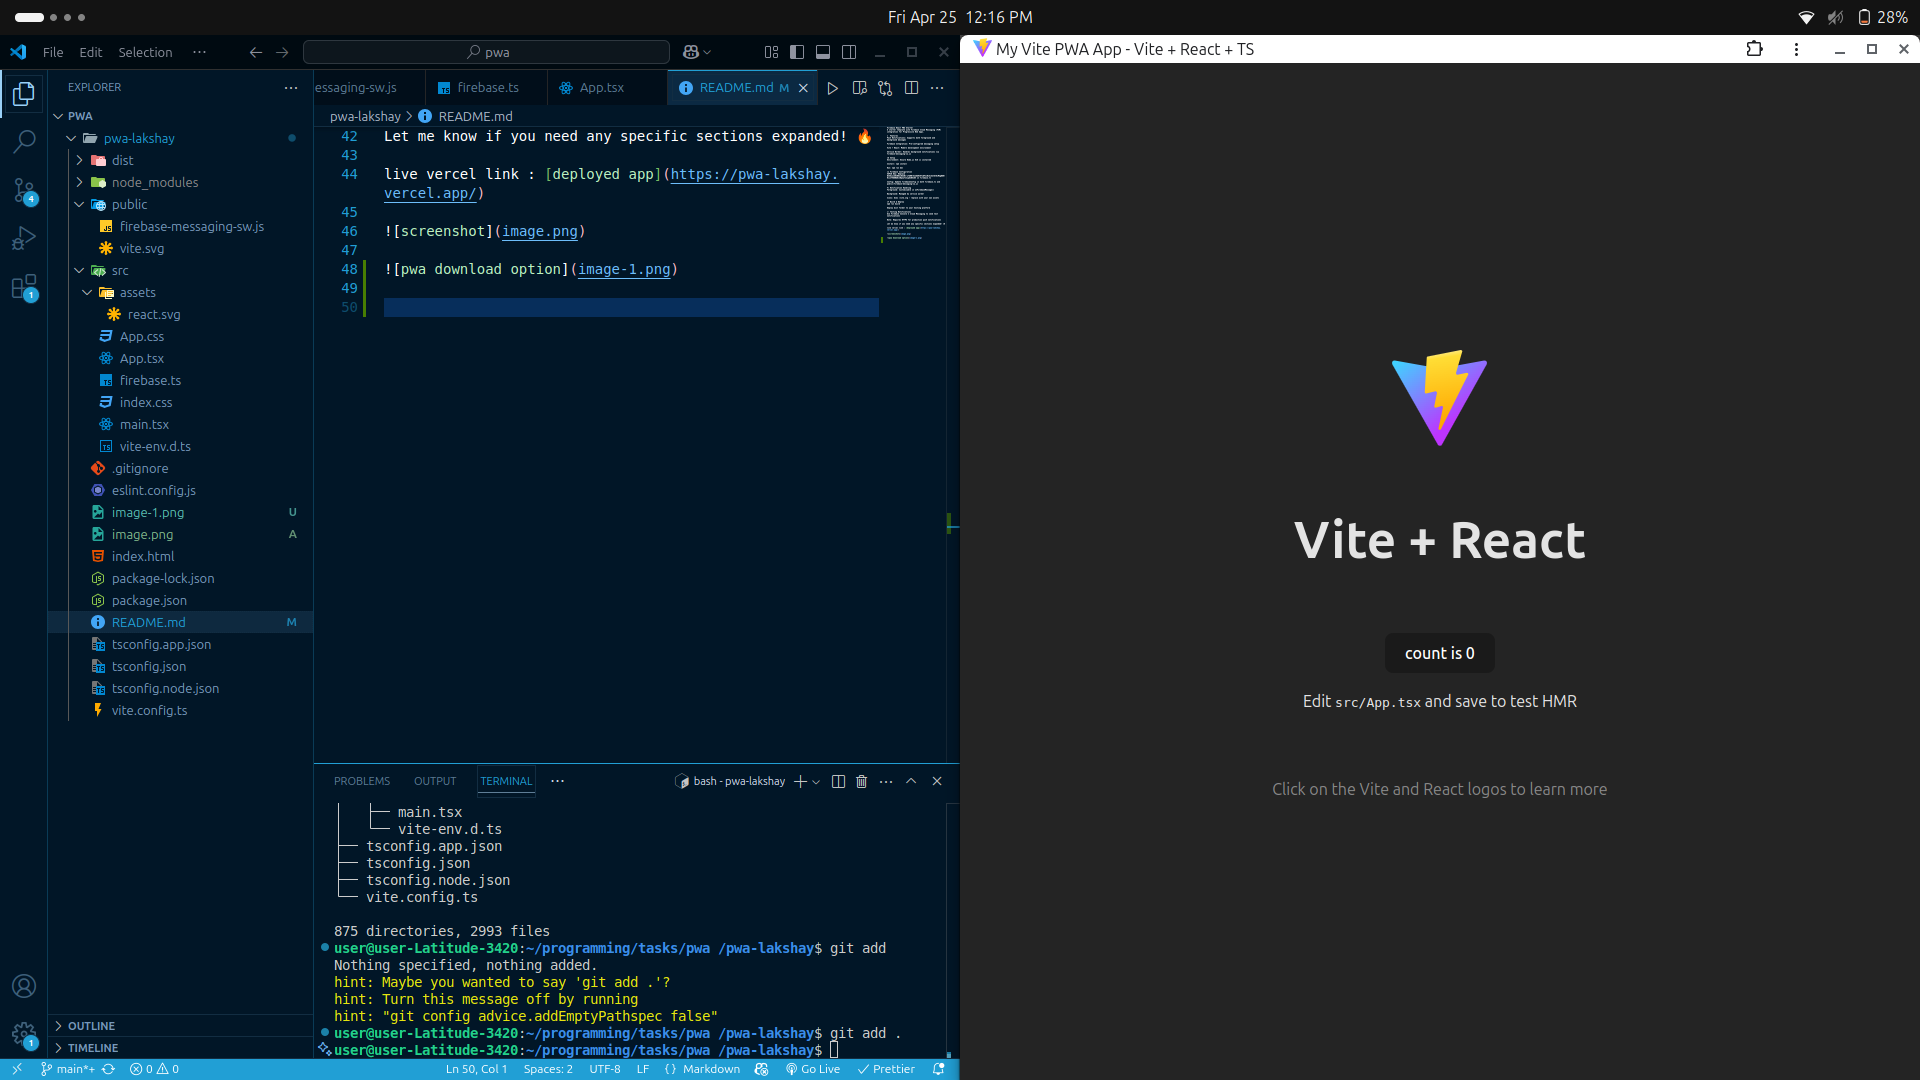 Fri Apr 25 12:16 PM
28%
File Edit Selection ···
pwa
My Vite PWA App - Vite + React + TS
EXPLORER
essaging-sw.js
firebase.ts
App.tsx
README.md M
PWA
pwa-lakshay > README.md
pwa-lakshay
dist
node_modules
public
firebase-messaging-sw.js
vite.svg
src
assets
react.svg
App.css
App.tsx
firebase.ts
index.css
main.tsx
vite-env.d.ts
.gitignore
eslint.config.js
image-1.png U
image.png A
index.html
package-lock.json
package.json
README.md M
tsconfig.app.json
tsconfig.json
tsconfig.node.json
vite.config.ts
OUTLINE
TIMELINE
4
1
1
42 Let me know if you need any specific sections expanded! 🔥
43
44 live vercel link : [deployed app](https://pwa-lakshay.
vercel.app/)
45
46 ![screenshot](image.png)
47
48 ![pwa download option](image-1.png)
49
50
PROBLEMS OUTPUT TERMINAL ···
bash - pwa-lakshay
│   ├── main.tsx
│   └── vite-env.d.ts
├── tsconfig.app.json
├── tsconfig.json
├── tsconfig.node.json
└── vite.config.ts
875 directories, 2993 files
user@user-Latitude-3420:~/programming/tasks/pwa /pwa-lakshay$ git add
Nothing specified, nothing added.
hint: Maybe you wanted to say 'git add .'?
hint: Turn this message off by running
hint: "git config advice.addEmptyPathspec false"
user@user-Latitude-3420:~/programming/tasks/pwa /pwa-lakshay$ git add .
user@user-Latitude-3420:~/programming/tasks/pwa /pwa-lakshay$
main*+ 0 0 Ln 50, Col 1 Spaces: 2 UTF-8 LF {} Markdown Go Live Prettier
Vite + React
count is 0
Edit src/App.tsx and save to test HMR
Click on the Vite and React logos to learn more